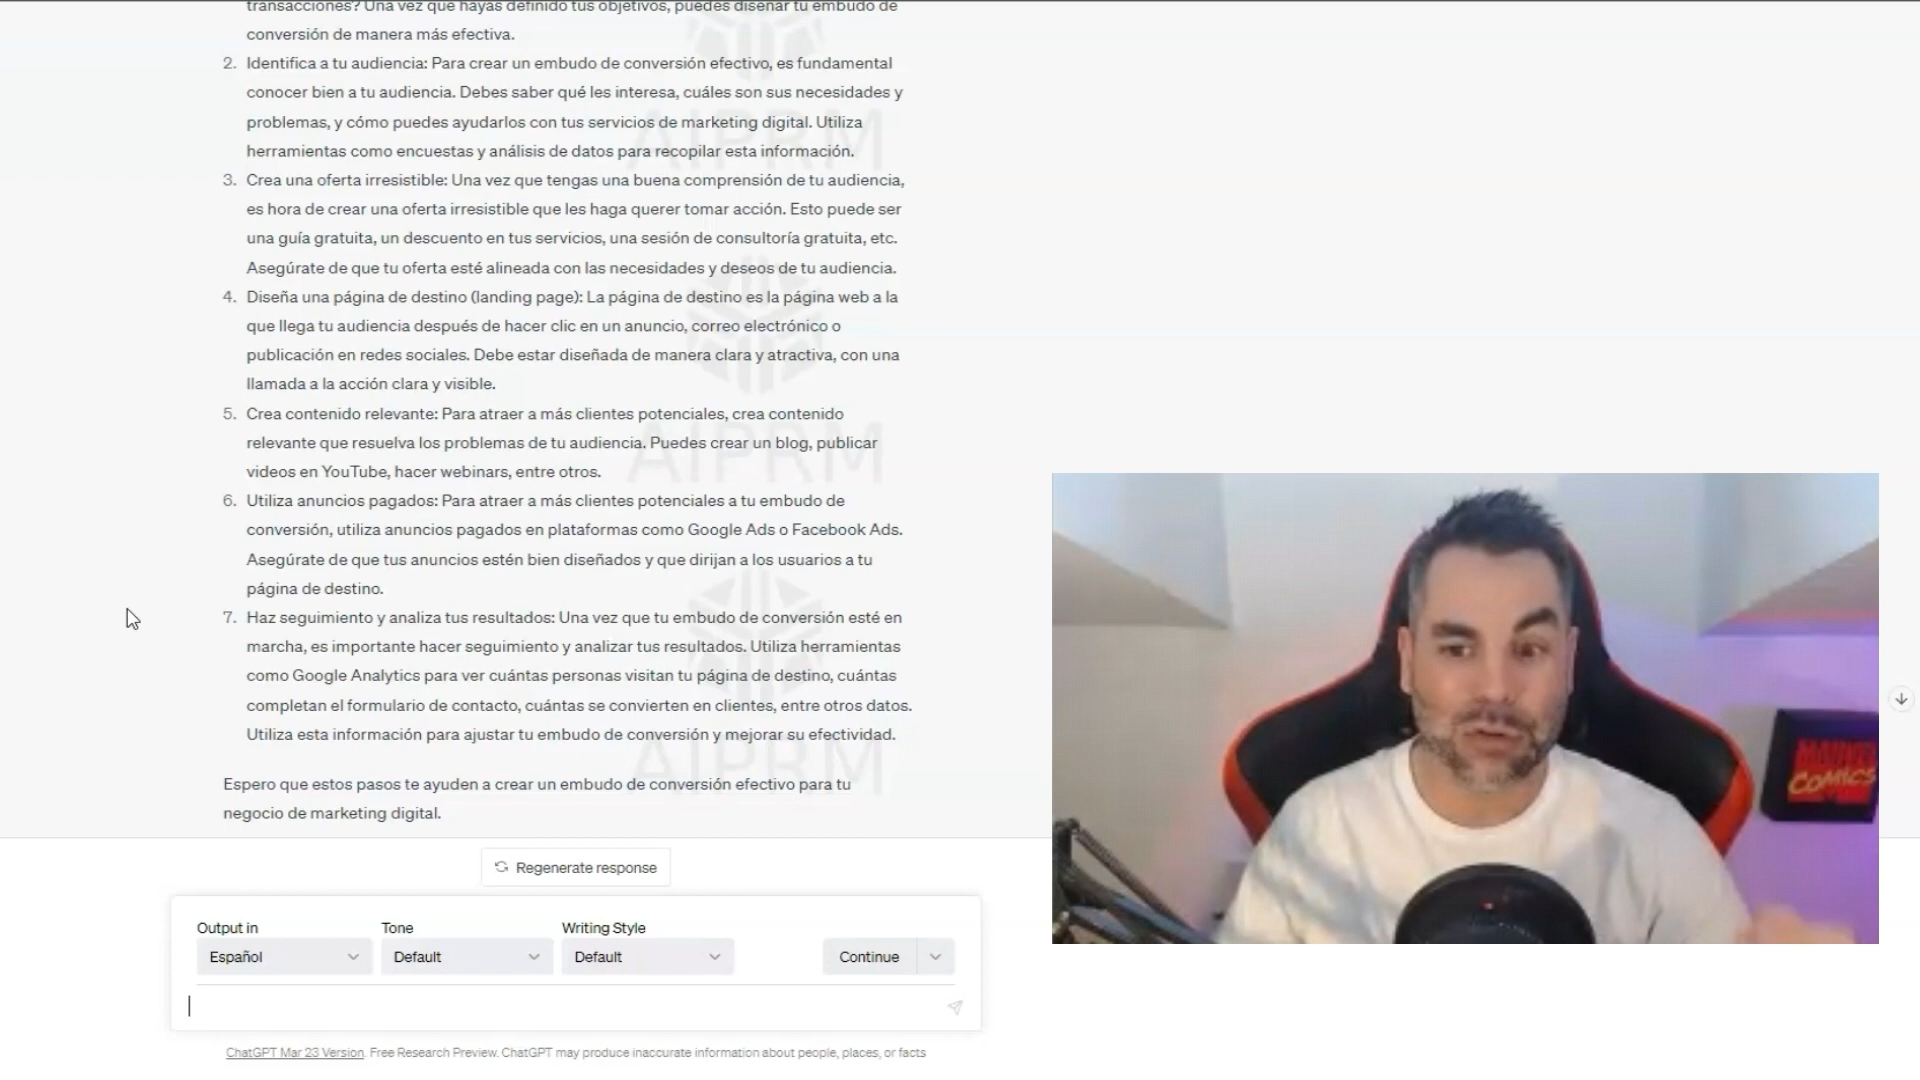 transacciones? Una vez que hayas definido tus objetivos, puedes diseñar tu embudo de
conversión de manera más efectiva.
2. Identifica a tu audiencia: Para crear un embudo de conversión efectivo, es fundamental
conocer bien a tu audiencia. Debes saber qué les interesa, cuáles son sus necesidades y
problemas, y cómo puedes ayudarlos con tus servicios de marketing digital. Utiliza
herramientas como encuestas y análisis de datos para recopilar esta información.
3. Crea una oferta irresistible: Una vez que tengas una buena comprensión de tu audiencia,
es hora de crear una oferta irresistible que les haga querer tomar acción. Esto puede ser
una guía gratuita, un descuento en tus servicios, una sesión de consultoría gratuita, etc.
Asegúrate de que tu oferta esté alineada con las necesidades y deseos de tu audiencia.
4. Diseña una página de destino (landing page): La página de destino es la página web a la
que llega tu audiencia después de hacer clic en un anuncio, correo electrónico o
publicación en redes sociales. Debe estar diseñada de manera clara y atractiva, con una
llamada a la acción clara y visible.
5. Crea contenido relevante: Para atraer a más clientes potenciales, crea contenido
relevante que resuelva los problemas de tu audiencia. Puedes crear un blog, publicar
videos en YouTube, hacer webinars, entre otros.
6. Utiliza anuncios pagados: Para atraer a más clientes potenciales a tu embudo de
conversión, utiliza anuncios pagados en plataformas como Google Ads o Facebook Ads.
Asegúrate de que tus anuncios estén bien diseñados y que dirijan a los usuarios a tu
página de destino.
7. Haz seguimiento y analiza tus resultados: Una vez que tu embudo de conversión esté en
marcha, es importante hacer seguimiento y analizar tus resultados. Utiliza herramientas
como Google Analytics para ver cuántas personas visitan tu página de destino, cuántas
completan el formulario de contacto, cuántas se convierten en clientes, entre otros datos.
Utiliza esta información para ajustar tu embudo de conversión y mejorar su efectividad.
Espero que estos pasos te ayuden a crear un embudo de conversión efectivo para tu
negocio de marketing digital.
AIPRM
AIPRM
AIPRM
Regenerate response
Output in
Tone
Writing Style
Español
Default
Default
Continue
ChatGPT Mar 23 Version. Free Research Preview. ChatGPT may produce inaccurate information about people, places, or facts
COMICS